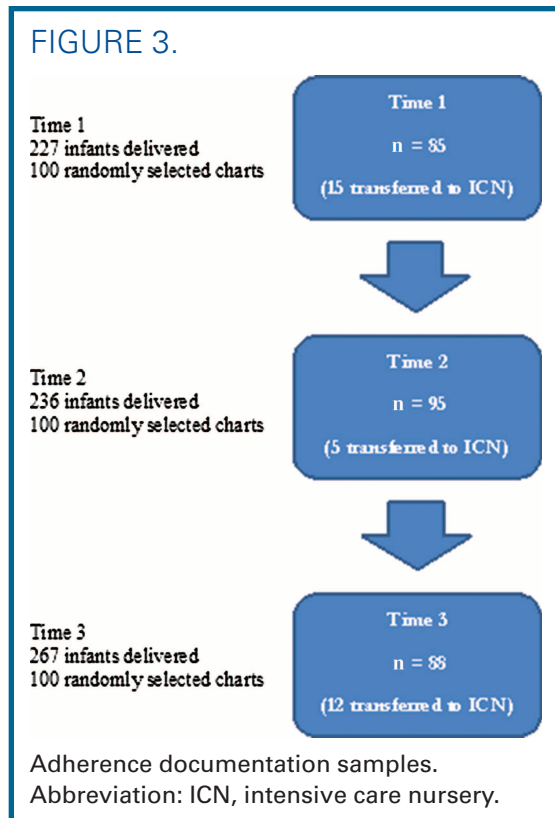 FIGURE 3.
Time 1
227 infants delivered
100 randomly selected charts
Time 1
n = 85
(15 transferred to ICN)
Time 2
236 infants delivered
100 randomly selected charts
Time 2
n = 95
(5 transferred to ICN)
Time 3
267 infants delivered
100 randomly selected charts
Time 3
n = 88
(12 transferred to ICN)
Adherence documentation samples.
Abbreviation: ICN, intensive care nursery.